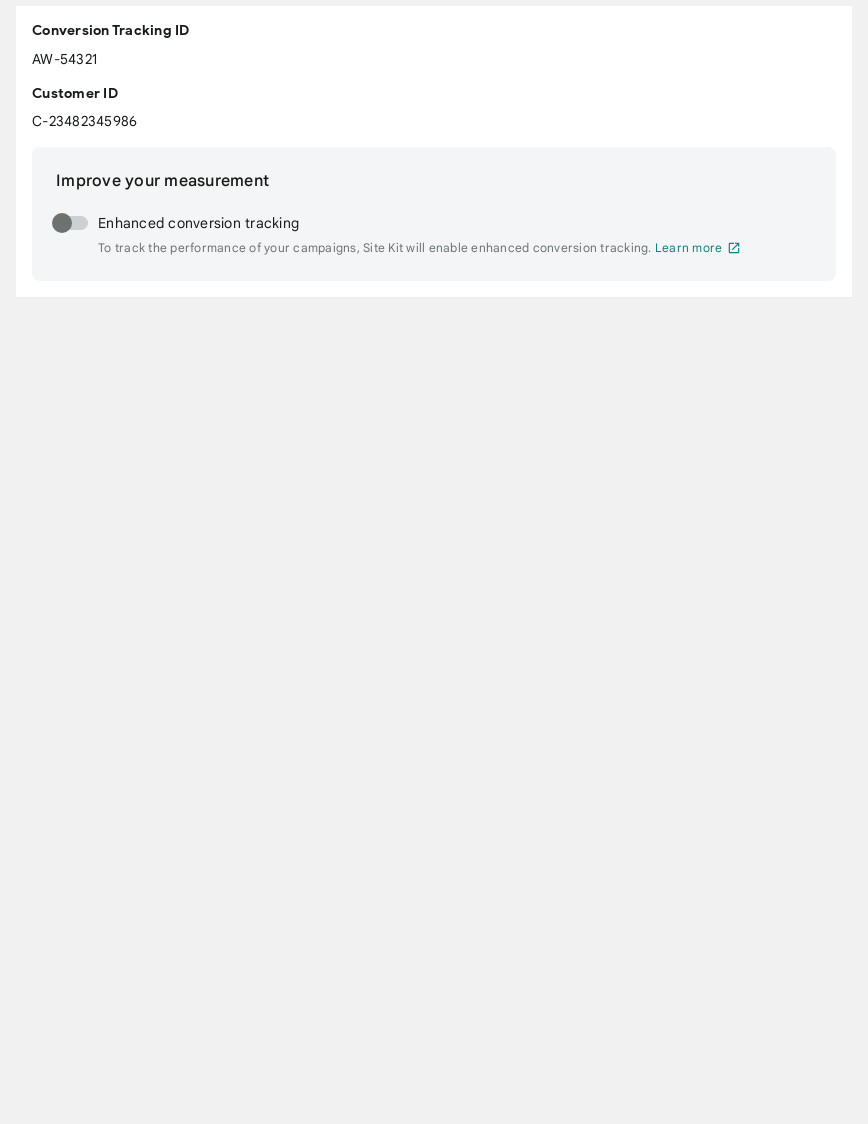 Conversion Tracking ID
AW-54321
Customer ID
C-23482345986
Improve your measurement
Enhanced conversion tracking
To track the performance of your campaigns, Site Kit will enable enhanced conversion tracking. Learn more